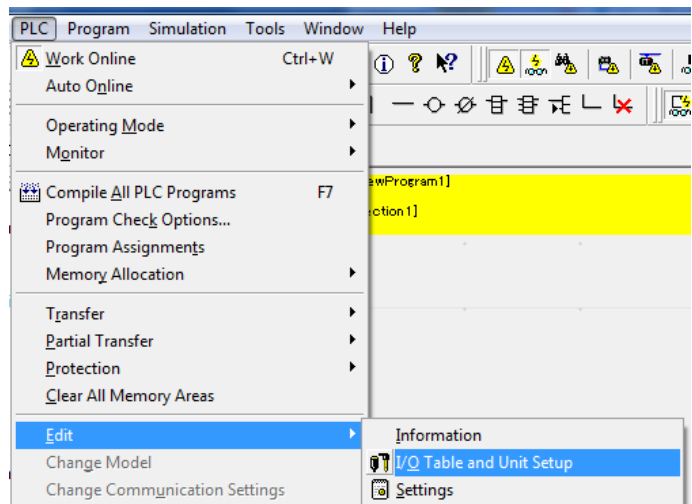 PLC Program Simulation Tools Window Help
Work Online Ctrl+W
Auto Online
Operating Mode
Monitor
ewProgram1]
Compile All PLC Programs F7
ection1]
Program Check Options...
Program Assignments
Memory Allocation
Transfer
Partial Transfer
Protection
Clear All Memory Areas
Edit
Information
Change Model
I/O Table and Unit Setup
Change Communication Settings
Settings